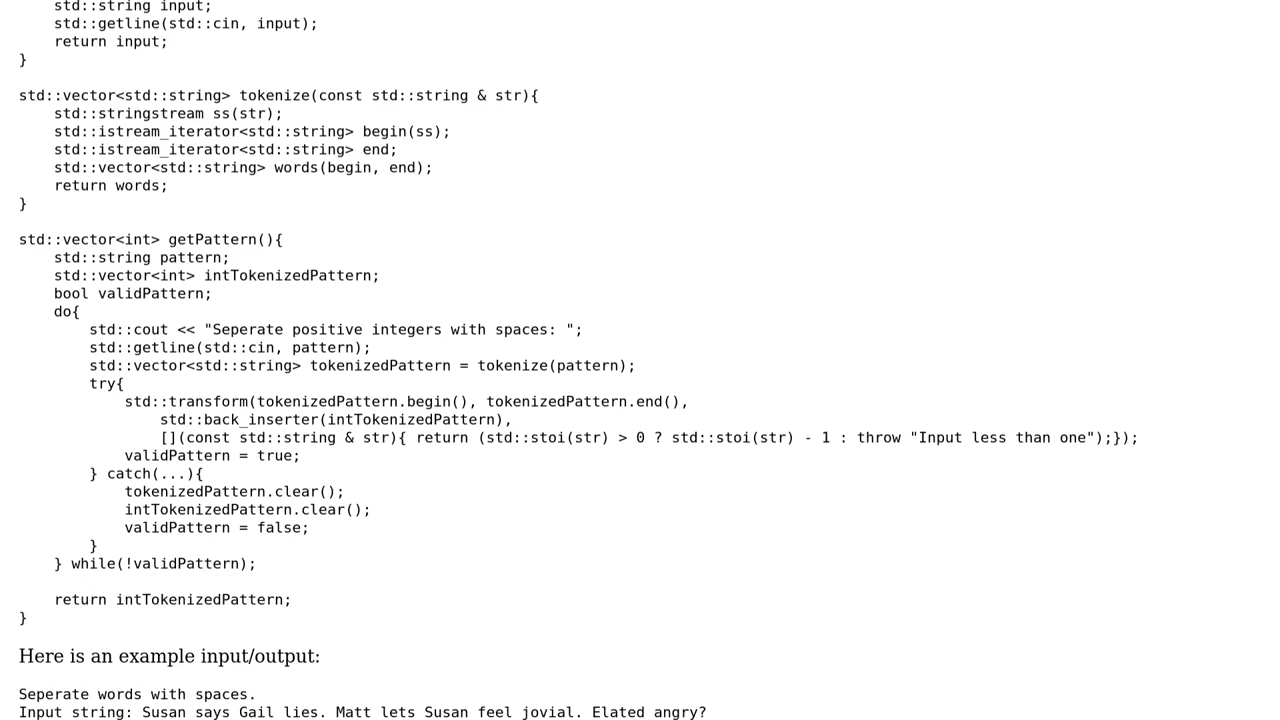 std::string input;
    std::getline(std::cin, input);
    return input;
}

std::vector<std::string> tokenize(const std::string & str){
    std::stringstream ss(str);
    std::istream_iterator<std::string> begin(ss);
    std::istream_iterator<std::string> end;
    std::vector<std::string> words(begin, end);
    return words;
}

std::vector<int> getPattern(){
    std::string pattern;
    std::vector<int> intTokenizedPattern;
    bool validPattern;
    do{
        std::cout << "Seperate positive integers with spaces: ";
        std::getline(std::cin, pattern);
        std::vector<std::string> tokenizedPattern = tokenize(pattern);
        try{
            std::transform(tokenizedPattern.begin(), tokenizedPattern.end(),
                std::back_inserter(intTokenizedPattern),
                [](const std::string & str){ return (std::stoi(str) > 0 ? std::stoi(str) - 1 : throw "Input less than one");});
            validPattern = true;
        } catch(...){
            tokenizedPattern.clear();
            intTokenizedPattern.clear();
            validPattern = false;
        }
    } while(!validPattern);

    return intTokenizedPattern;
}
Here is an example input/output:
Seperate words with spaces.
Input string: Susan says Gail lies. Matt lets Susan feel jovial. Elated angry?